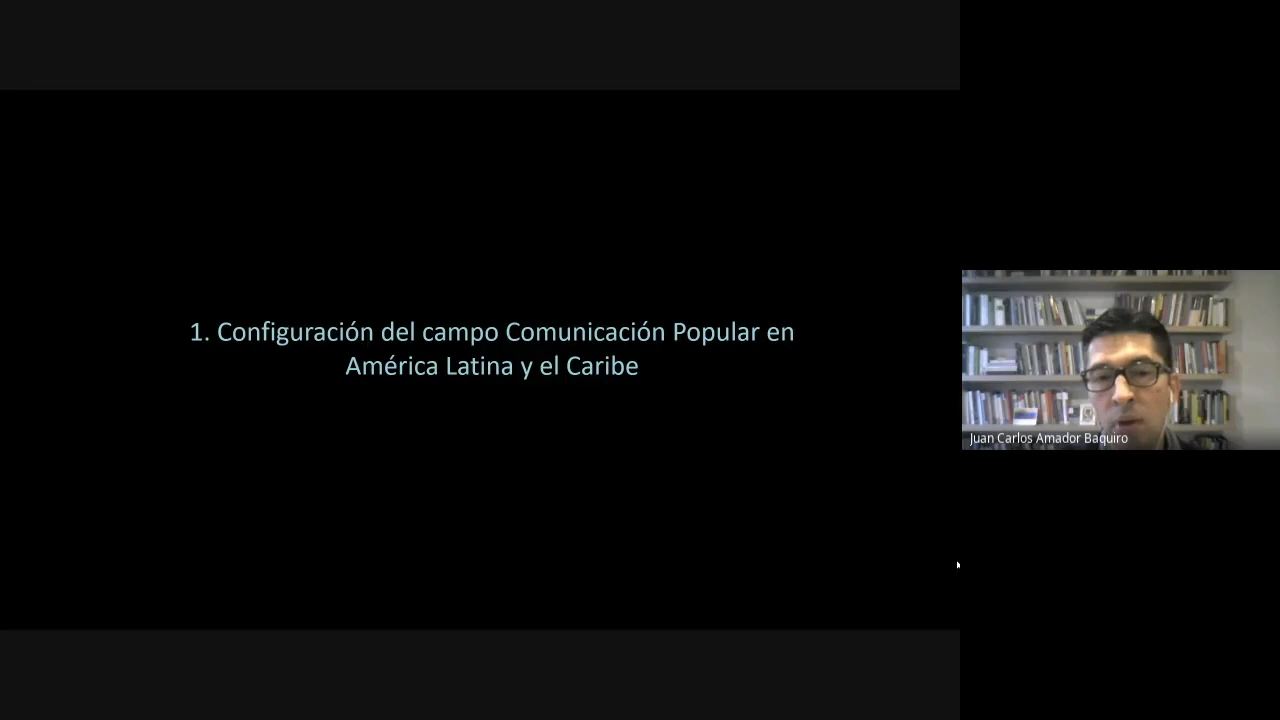 1. Configuración del campo Comunicación Popular en
América Latina y el Caribe
Juan Carlos Amador Baquiro